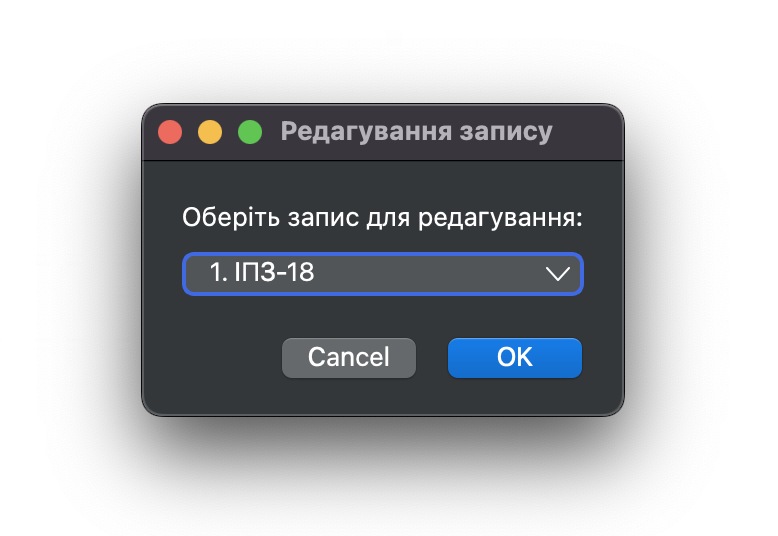 Редагування запису
Оберіть запис для редагування:
1. ІПЗ-18
Cancel
OK